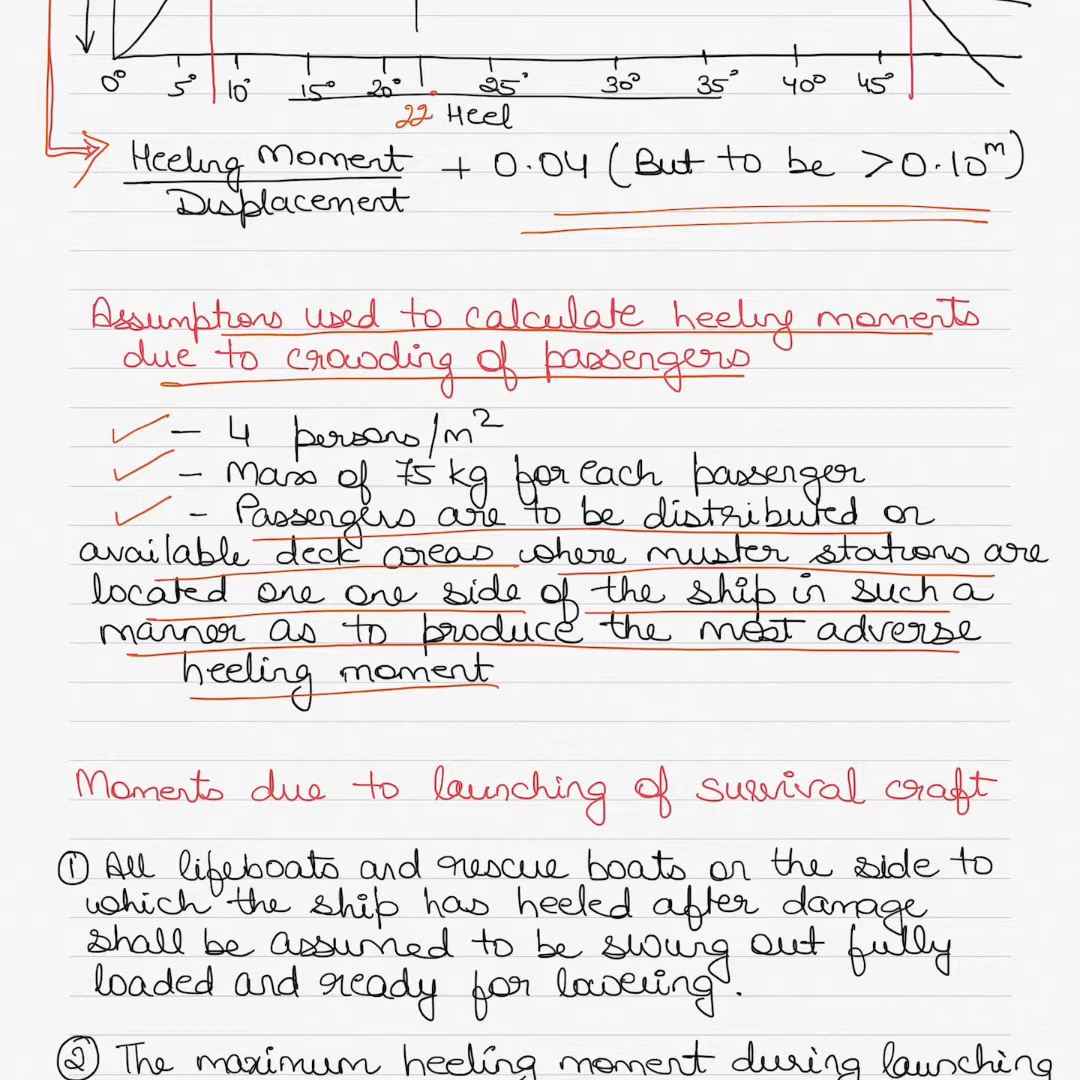 0° 5° 10° 15° 20° 25° 30° 35° 40° 45°
22 Heel
Heeling Moment + 0.04 (But to be >0.10ᵐ)
Displacement
Assumptions used to calculate heeling moments
due to crowding of passengers
- 4 persons/m²
- Mass of 75 kg for each passenger
- Passengers are to be distributed on
available deck areas where muster stations are
located one one side of the ship in such a
manner as to produce the most adverse
heeling moment
Moments due to launching of survival craft
① All lifeboats and rescue boats on the side to
which the ship has heeled after damage
shall be assumed to be swung out fully
loaded and ready for lowering.
② The maximum heeling moment during launching